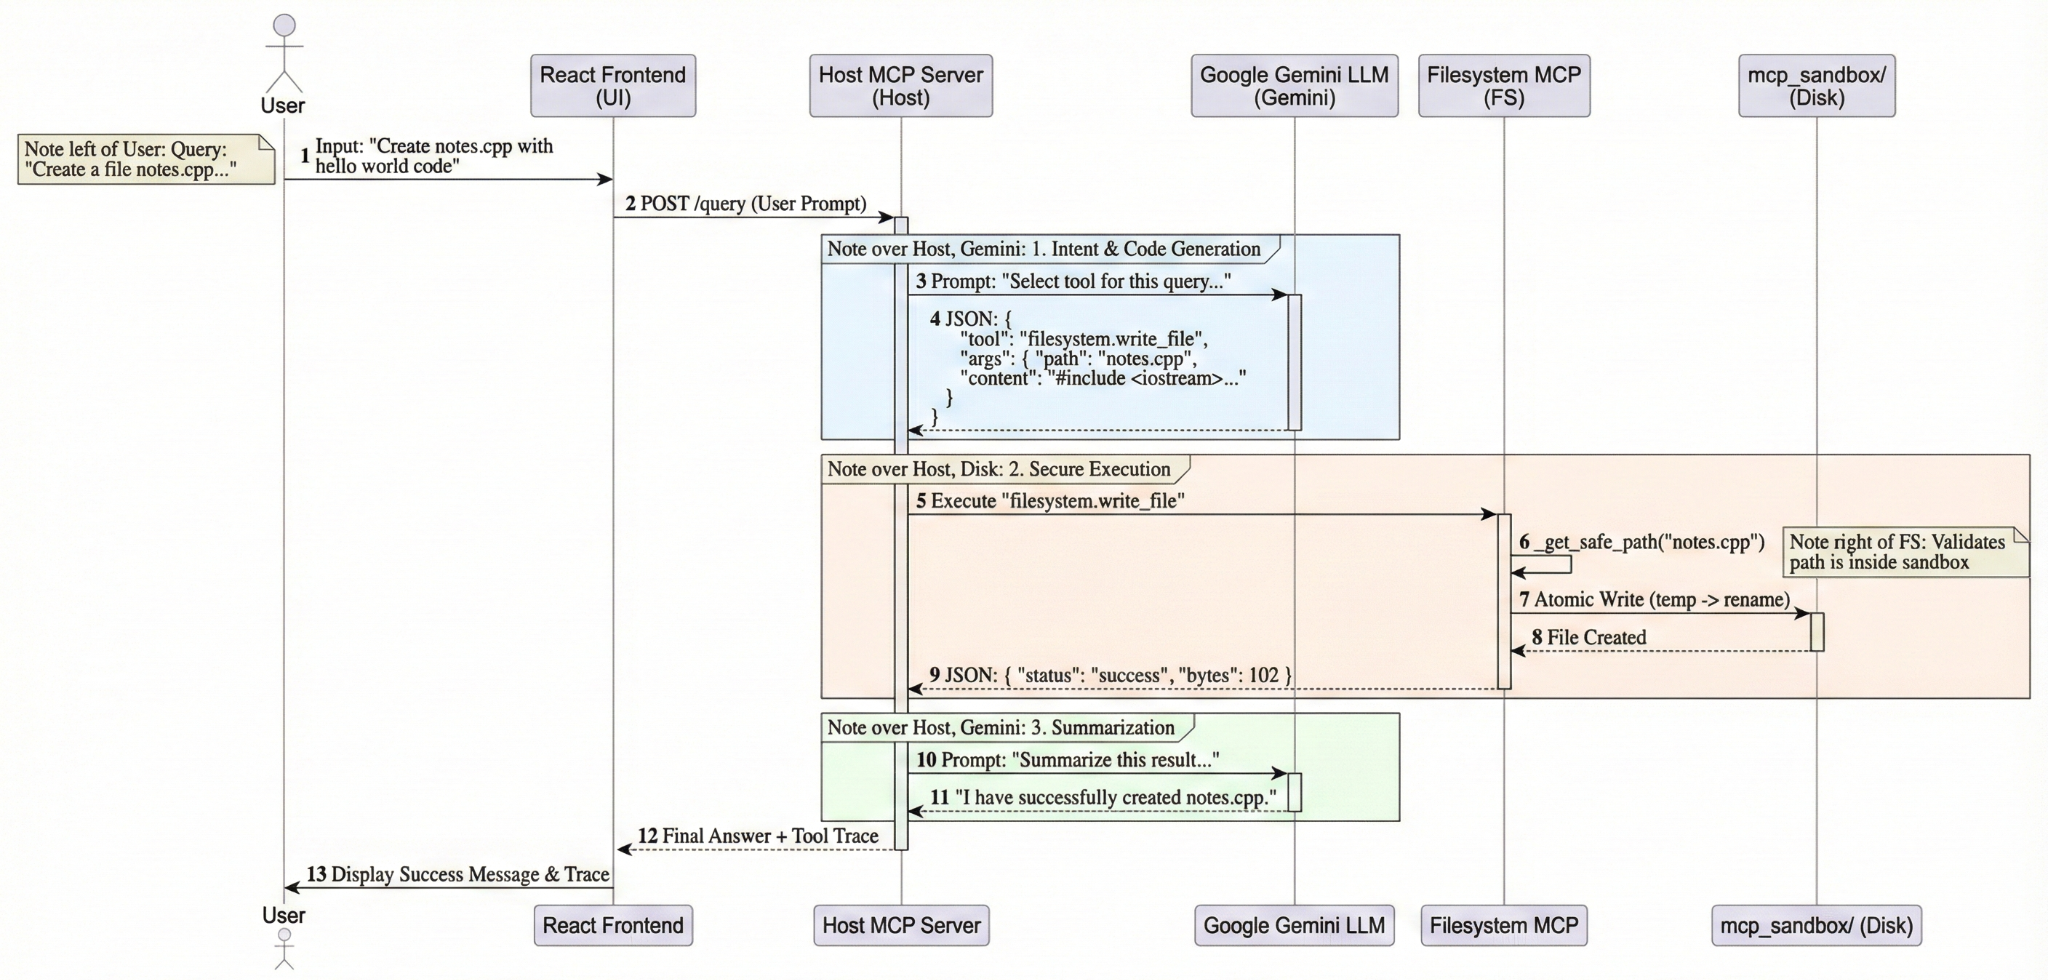 User
React Frontend
(UI)
Host MCP Server
(Host)
Google Gemini LLM
(Gemini)
Filesystem MCP
(FS)
mcp_sandbox/
(Disk)
Note left of User: Query:
"Create a file notes.cpp..."
1 Input: "Create notes.cpp with
hello world code"
2 POST /query (User Prompt)
Note over Host, Gemini: 1. Intent & Code Generation
3 Prompt: "Select tool for this query..."
4 JSON: {
"tool": "filesystem.write_file",
"args": { "path": "notes.cpp",
"content": "#include <iostream>..."
}
}
Note over Host, Disk: 2. Secure Execution
5 Execute "filesystem.write_file"
6 _get_safe_path("notes.cpp")
Note right of FS: Validates
path is inside sandbox
7 Atomic Write (temp -> rename)
8 File Created
9 JSON: { "status": "success", "bytes": 102 }
Note over Host, Gemini: 3. Summarization
10 Prompt: "Summarize this result..."
11 "I have successfully created notes.cpp."
12 Final Answer + Tool Trace
13 Display Success Message & Trace
User
React Frontend
Host MCP Server
Google Gemini LLM
Filesystem MCP
mcp_sandbox/ (Disk)